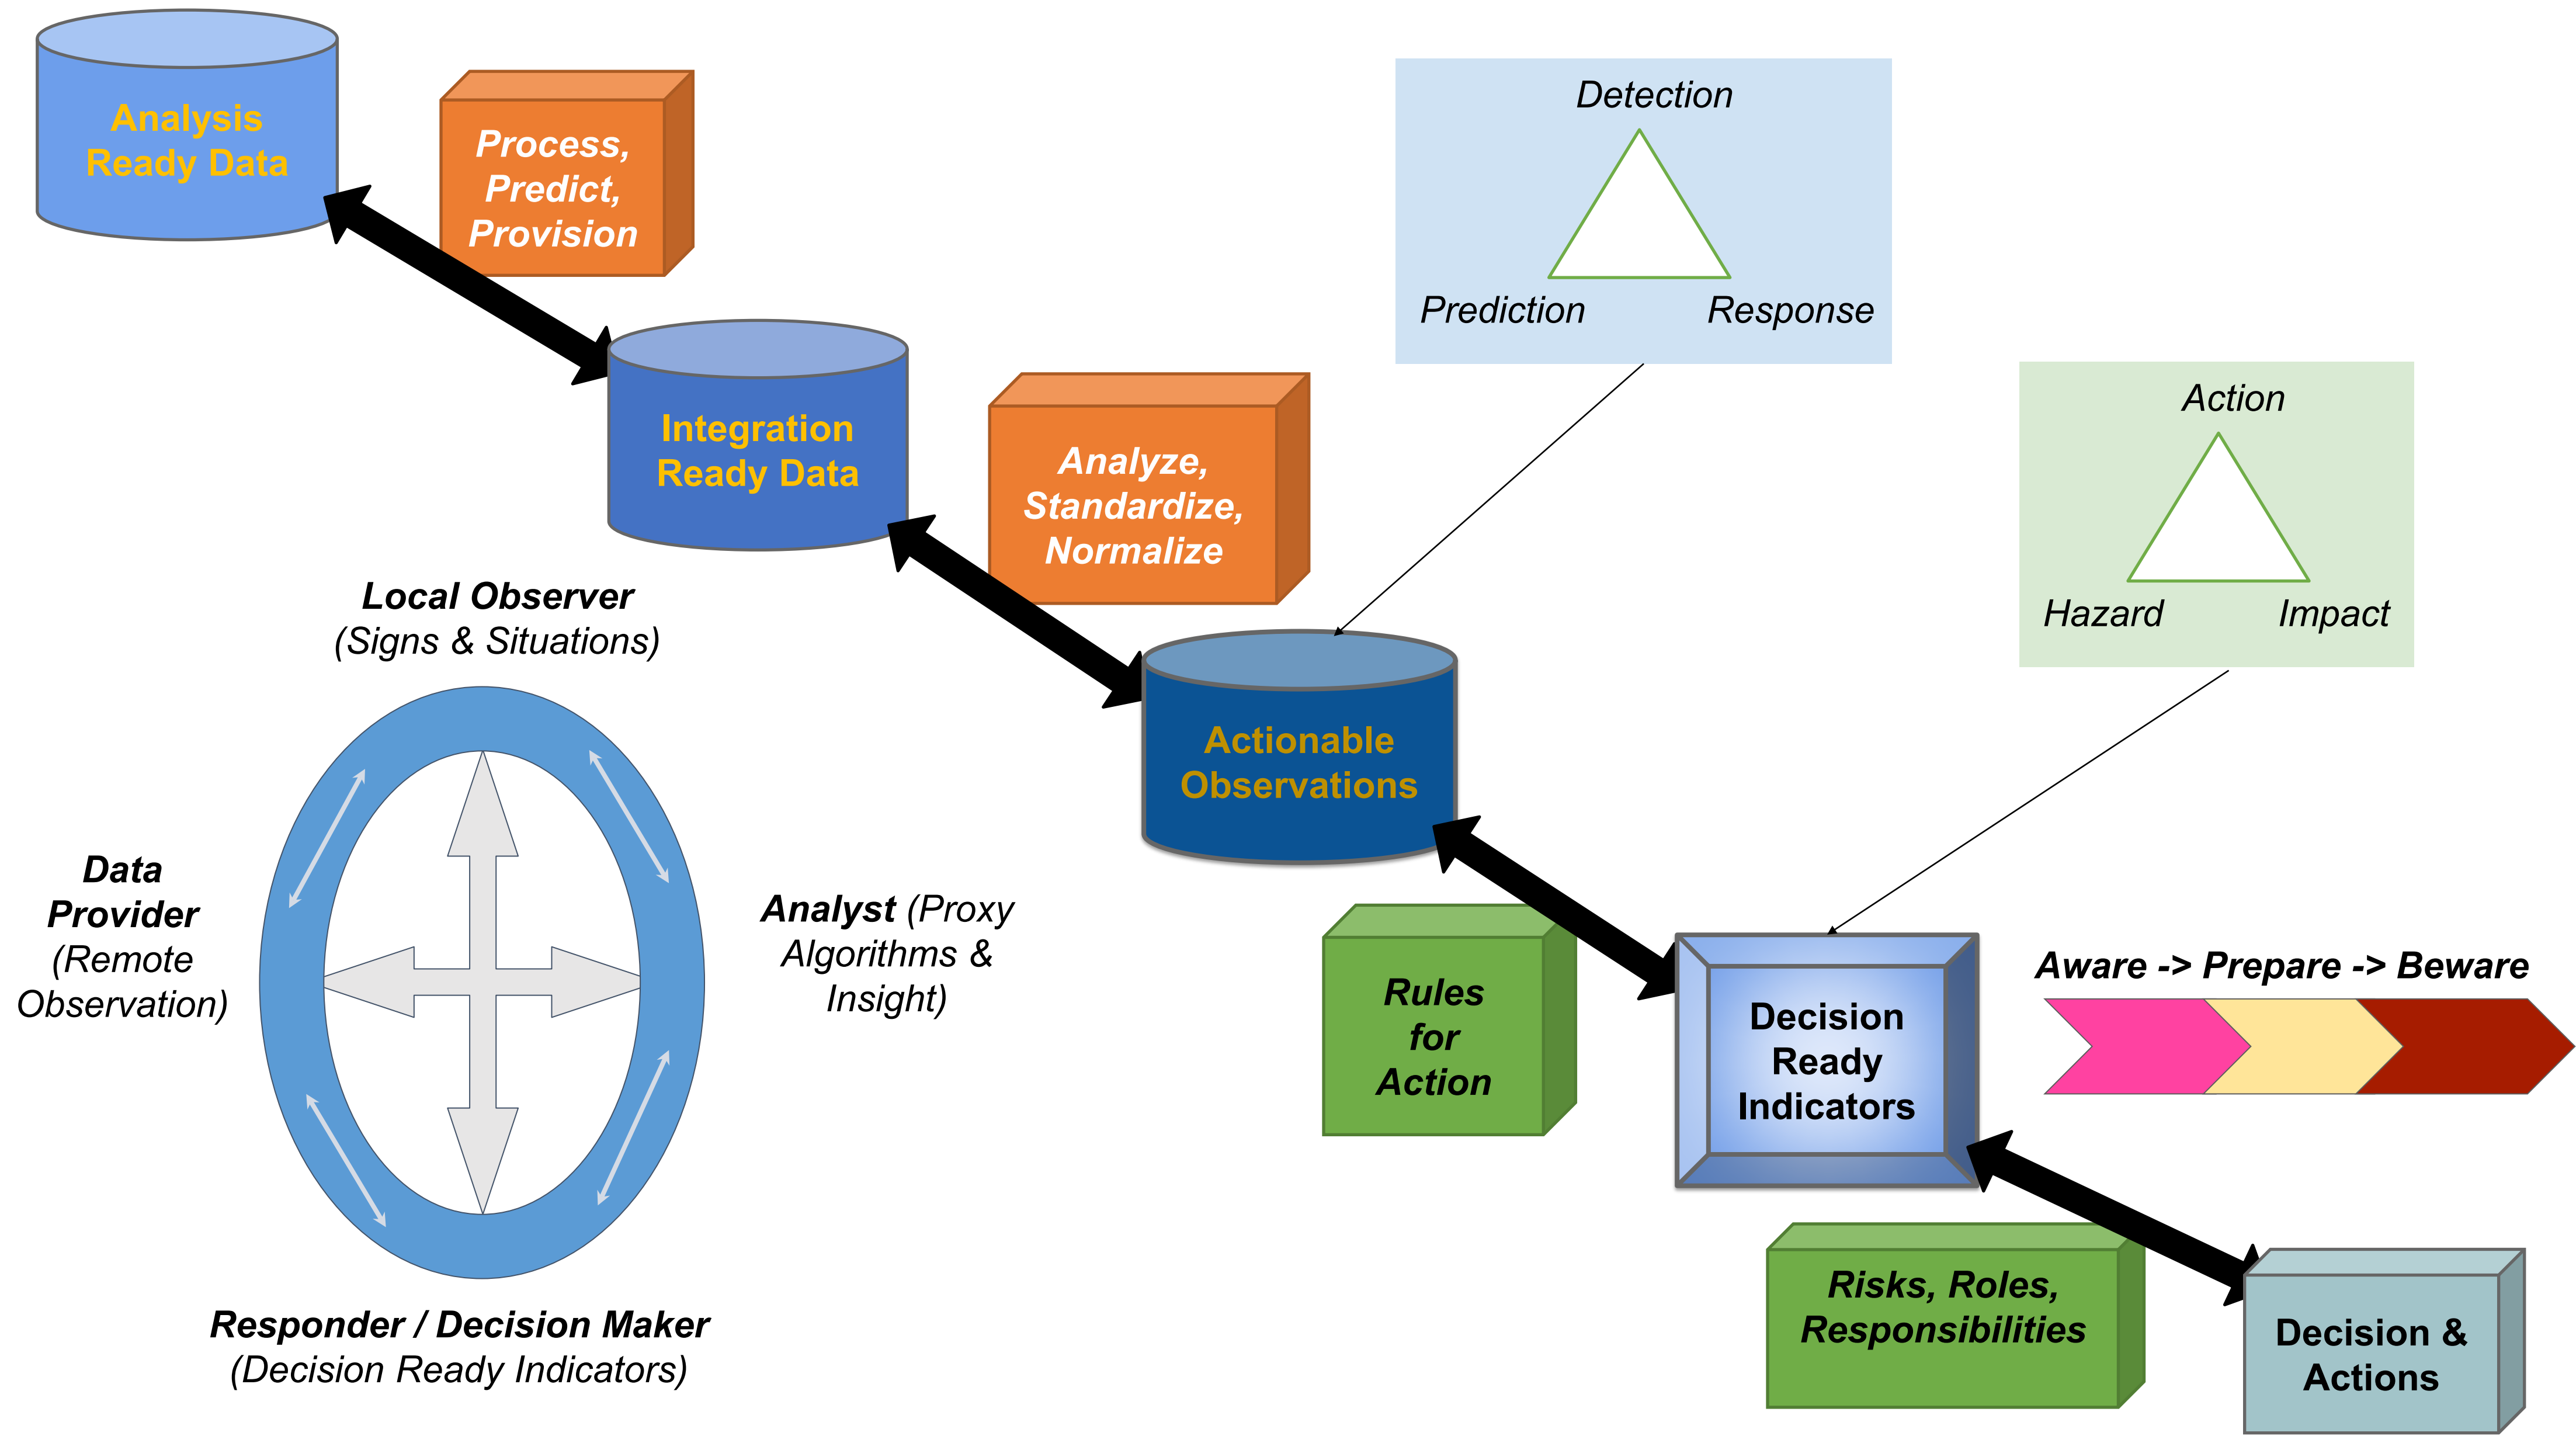 Analysis
Ready Data
Process,
Predict,
Provision
Detection
Prediction
Response
Integration
Ready Data
Analyze,
Standardize,
Normalize
Action
Hazard
Impact
Local Observer
(Signs & Situations)
Actionable
Observations
Data
Provider
(Remote
Observation)
Analyst (Proxy
Algorithms &
Insight)
Rules
for
Action
Decision
Ready
Indicators
Aware -> Prepare -> Beware
Responder / Decision Maker
(Decision Ready Indicators)
Risks, Roles,
Responsibilities
Decision &
Actions